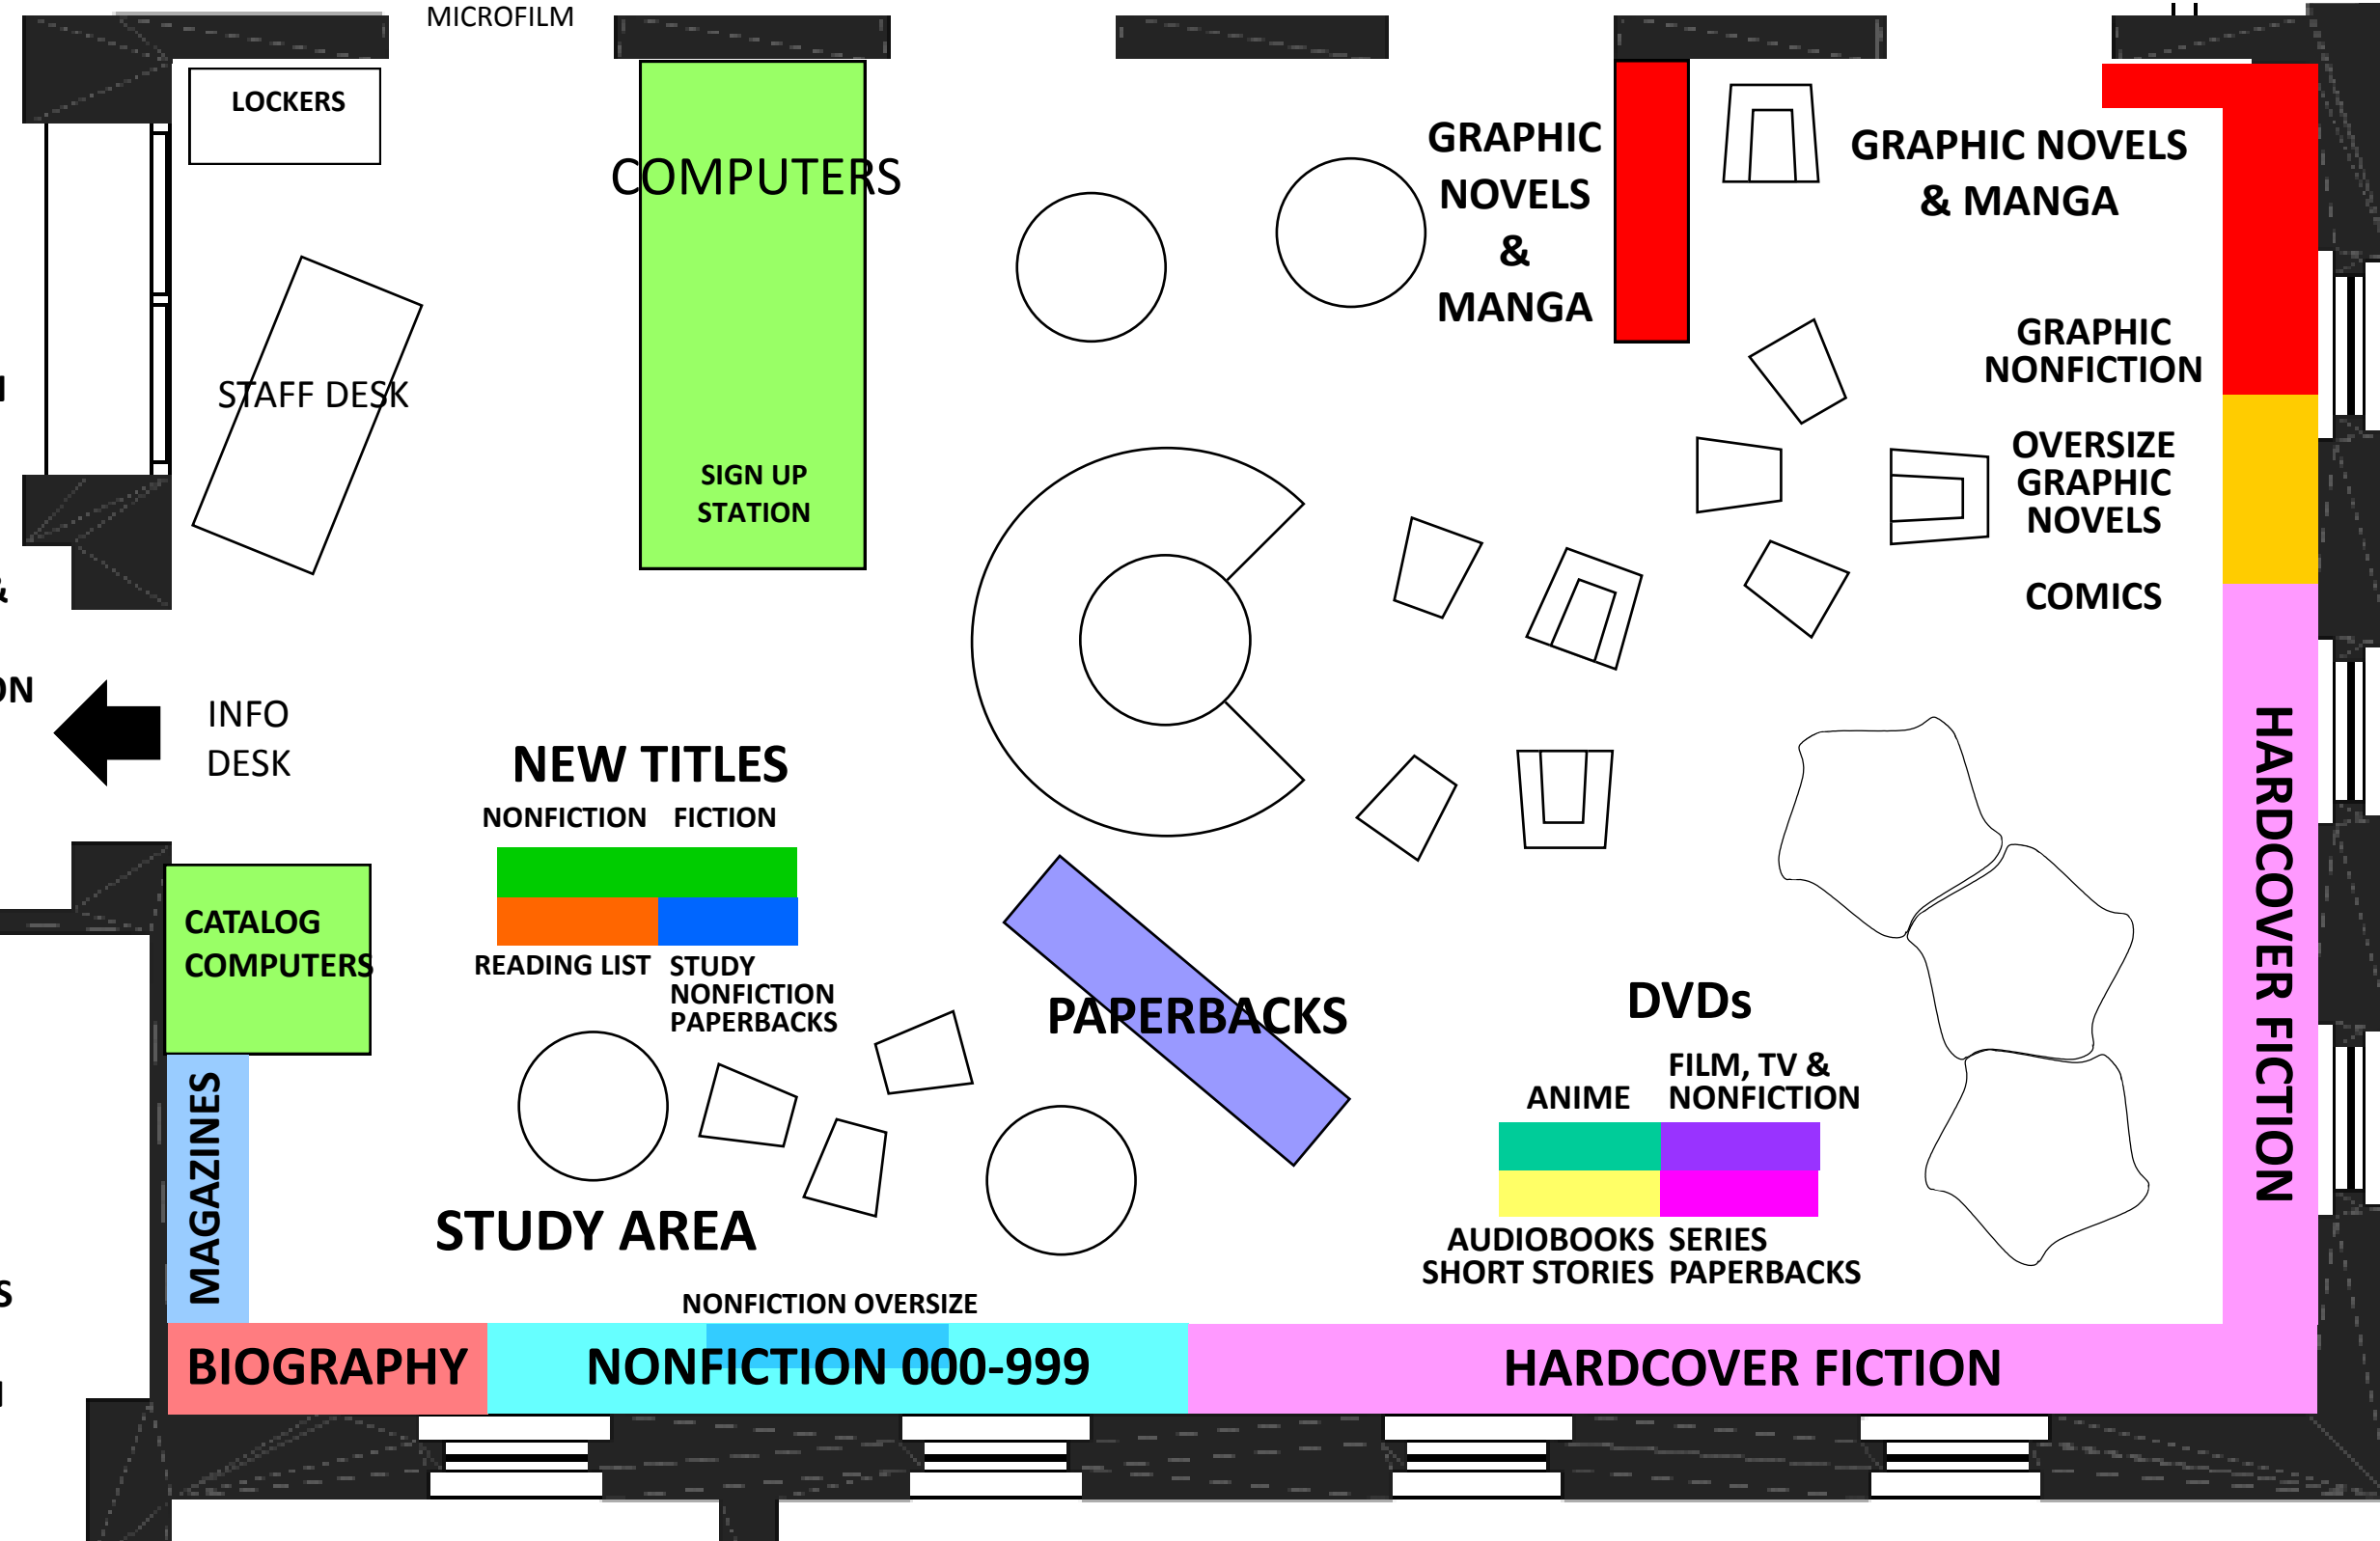 MICROFILM
LOCKERS
COMPUTERS
GRAPHIC
NOVELS
&
MANGA
GRAPHIC NOVELS
& MANGA
GRAPHIC
NONFICTION
STAFF DESK
SIGN UP
STATION
OVERSIZE
GRAPHIC
NOVELS
COMICS
&
ON
INFO
DESK
NEW TITLES
NONFICTION FICTION
CATALOG
COMPUTERS
READING LIST
STUDY
NONFICTION
PAPERBACKS
PAPERBACKS
DVDs
ANIME
FILM, TV &
NONFICTION
AUDIOBOOKS
SHORT STORIES
SERIES
PAPERBACKS
HARDCOVER FICTION
MAGAZINES
STUDY AREA
S
NONFICTION OVERSIZE
BIOGRAPHY
NONFICTION 000-999
HARDCOVER FICTION